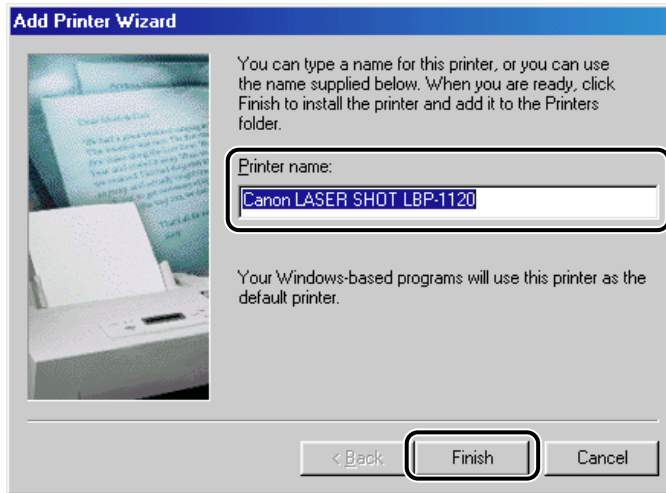 Add Printer Wizard
You can type a name for this printer, or you can use
the name supplied below. When you are ready, click
Finish to install the printer and add it to the Printers
folder.
Printer name:
Canon LASER SHOT LBP-1120
Your Windows-based programs will use this printer as the
default printer.
< Back
Finish
Cancel